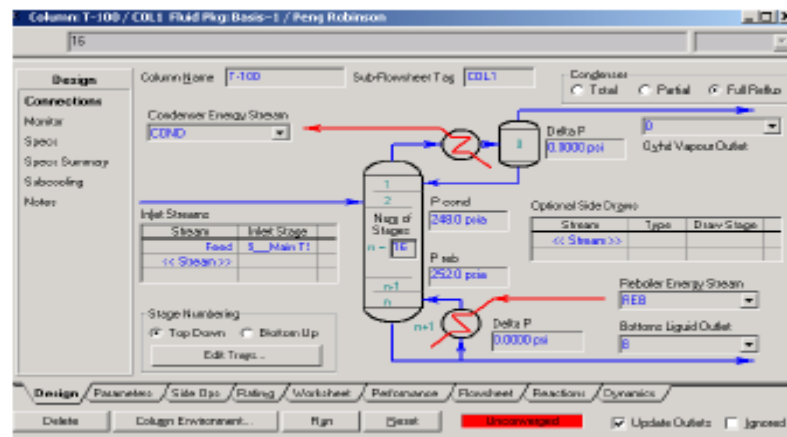 Column: T-100 / COL1 Fluid Pkg: Basis-1 / Peng Robinson
16
Design
Connections
Monitor
Specs
Specs Summary
Subcooling
Notes
Column Name T-100
Sub-Flowsheet Tag COL1
Condenser
Total Partial Full Reflux
Condenser Energy Stream
COND
Delta P
0.0000 psi
D
Ovhd Vapour Outlet
0
1
2
Num of
Stages
n = 16
n-1
n
n+1
P cond
248.0 psia
P reb
252.0 psia
Inlet Streams
Stream Inlet Stage
Feed 8__Main TS
<< Stream >>
Optional Side Draws
Stream Type Draw Stage
<< Stream >>
Stage Numbering
Top Down Bottom Up
Edit Trays...
Delta P
0.0000 psi
Reboiler Energy Stream
REB
Bottoms Liquid Outlet
B
Design Parameters Side Ops Rating Worksheet Performance Flowsheet Reactions Dynamics
Delete Column Environment... Run Reset Unconverged Update Outlets Ignored